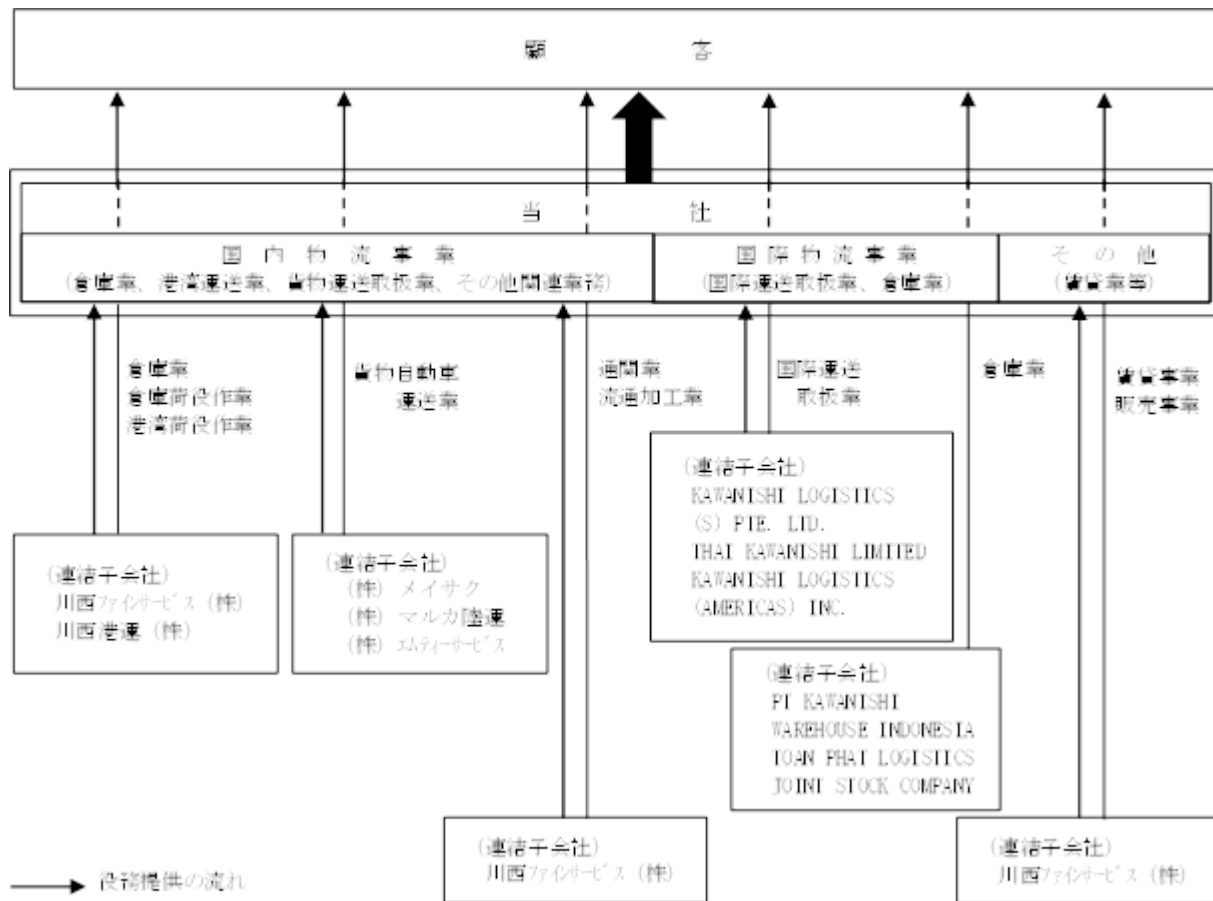 顧客
当社
国内物流事業
(倉庫業、港湾運送業、貨物運送取扱業、その他関連業務)
国際物流事業
(国際運送取扱業、倉庫業)
その他
(賃貸業等)
倉庫業
倉庫荷役作業
港湾荷役作業
貨物自動車
運送業
通関業
流通加工業
国際運送
取扱業
倉庫業
賃貸事業
販売事業
(連結子会社)
川西ファインサービス (株)
川西港運 (株)
(連結子会社)
(株) メイサク
(株) マルカ陸運
(株) エムティーサービス
(連結子会社)
KAWANISHI LOGISTICS
(S) PTE. LTD.
THAI KAWANISHI LIMITED
KAWANISHI LOGISTICS
(AMERICAS) INC.
(連結子会社)
PT KAWANISHI
WAREHOUSE INDONESIA
TOAN PHAT LOGISTICS
JOINT STOCK COMPANY
(連結子会社)
川西ファインサービス (株)
(連結子会社)
川西ファインサービス (株)
役務提供の流れ